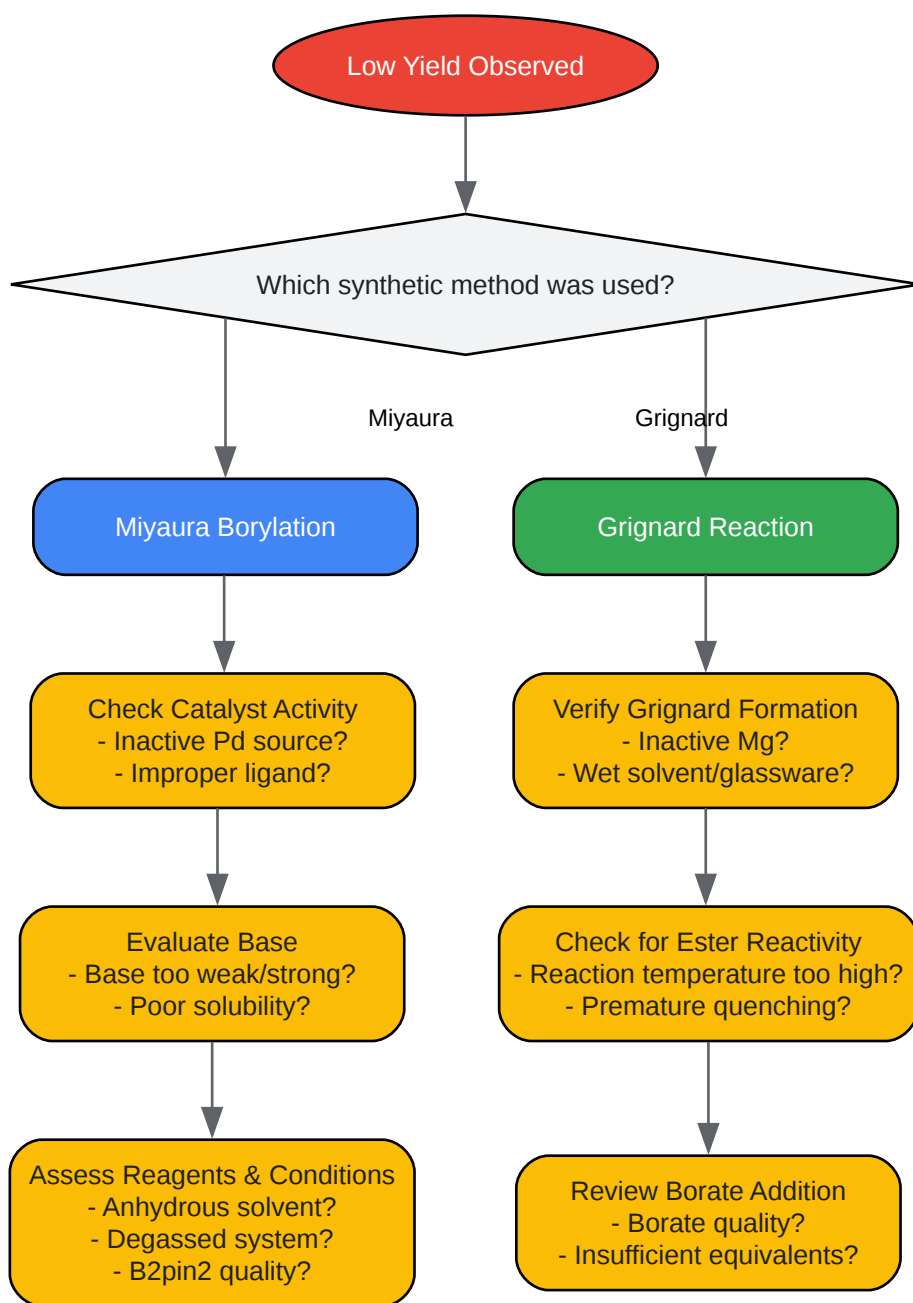 Low Yield Observed
Which synthetic method was used?
Miyaura
Grignard
Miyaura Borylation
Grignard Reaction
Check Catalyst Activity
- Inactive Pd source?
- Improper ligand?
Verify Grignard Formation
- Inactive Mg?
- Wet solvent/glassware?
Evaluate Base
- Base too weak/strong?
- Poor solubility?
Check for Ester Reactivity
- Reaction temperature too high?
- Premature quenching?
Assess Reagents & Conditions
- Anhydrous solvent?
- Degassed system?
- B2pin2 quality?
Review Borate Addition
- Borate quality?
- Insufficient equivalents?